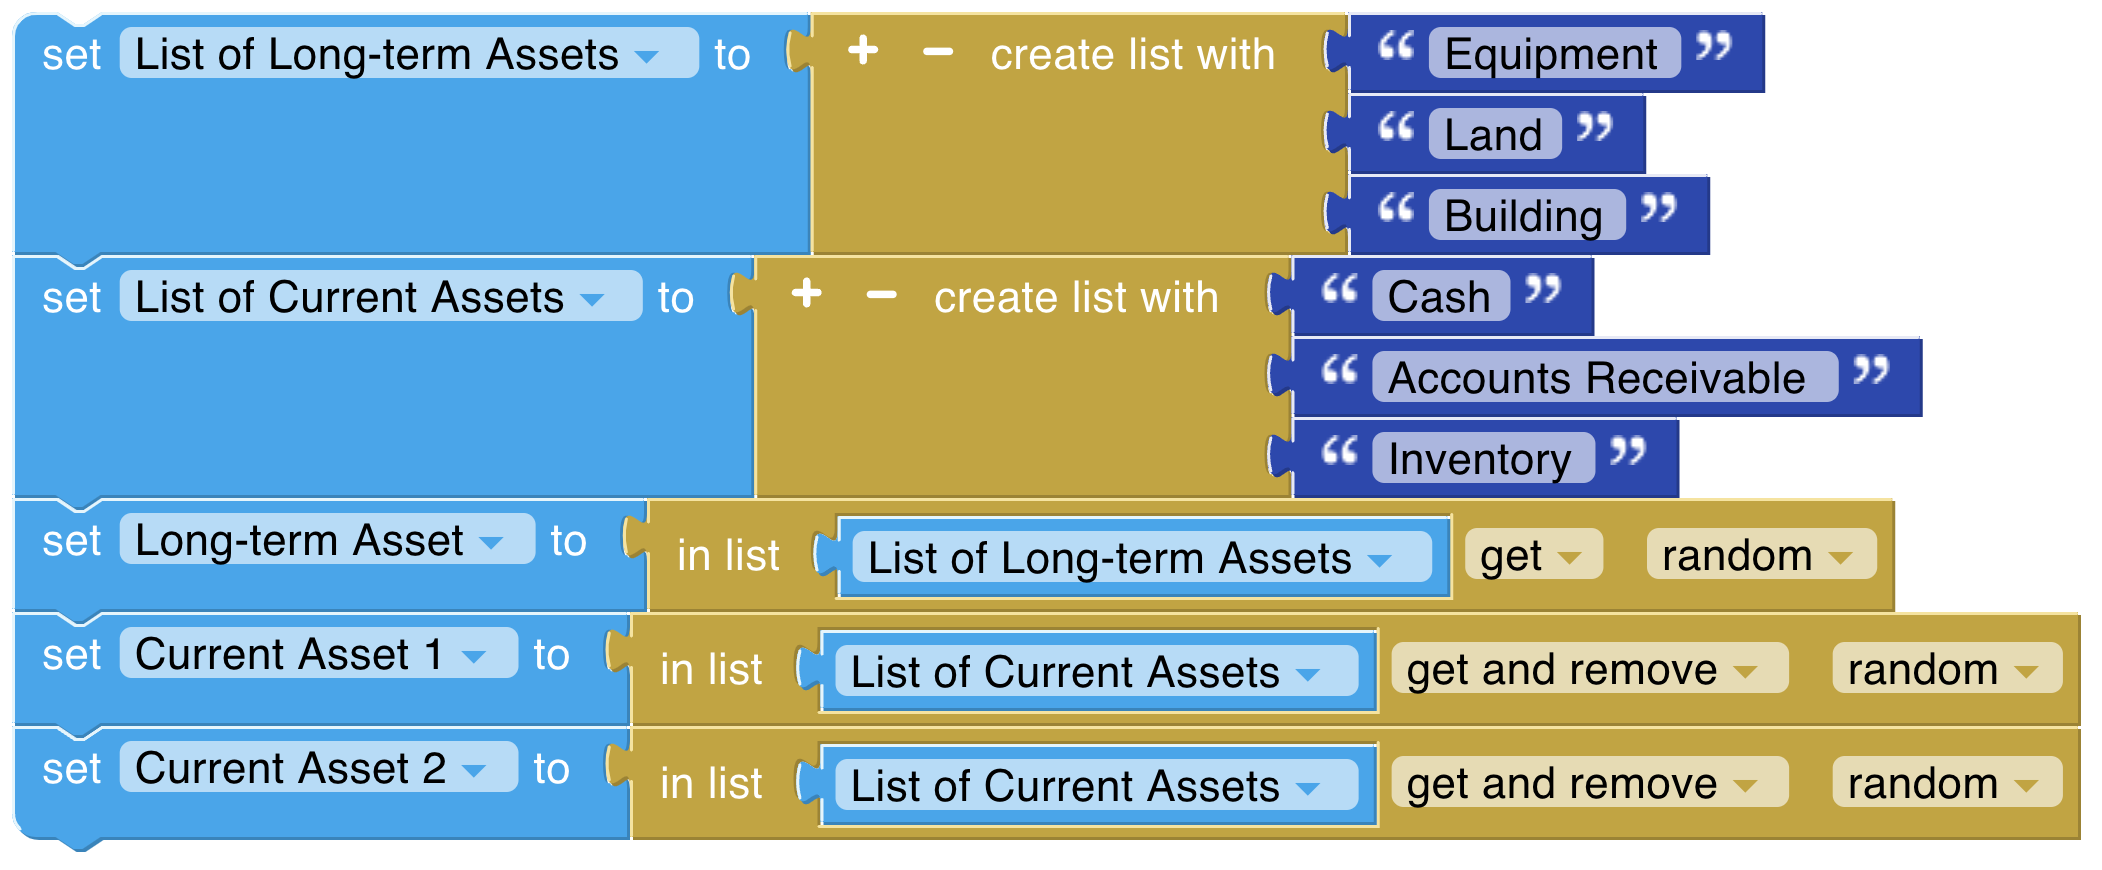 set List of Long-term Assets to + − create list with “ Equipment ”
“ Land ”
“ Building ”
set List of Current Assets to + − create list with “ Cash ”
“ Accounts Receivable ”
“ Inventory ”
set Long-term Asset to in list List of Long-term Assets get random
set Current Asset 1 to in list List of Current Assets get and remove random
set Current Asset 2 to in list List of Current Assets get and remove random